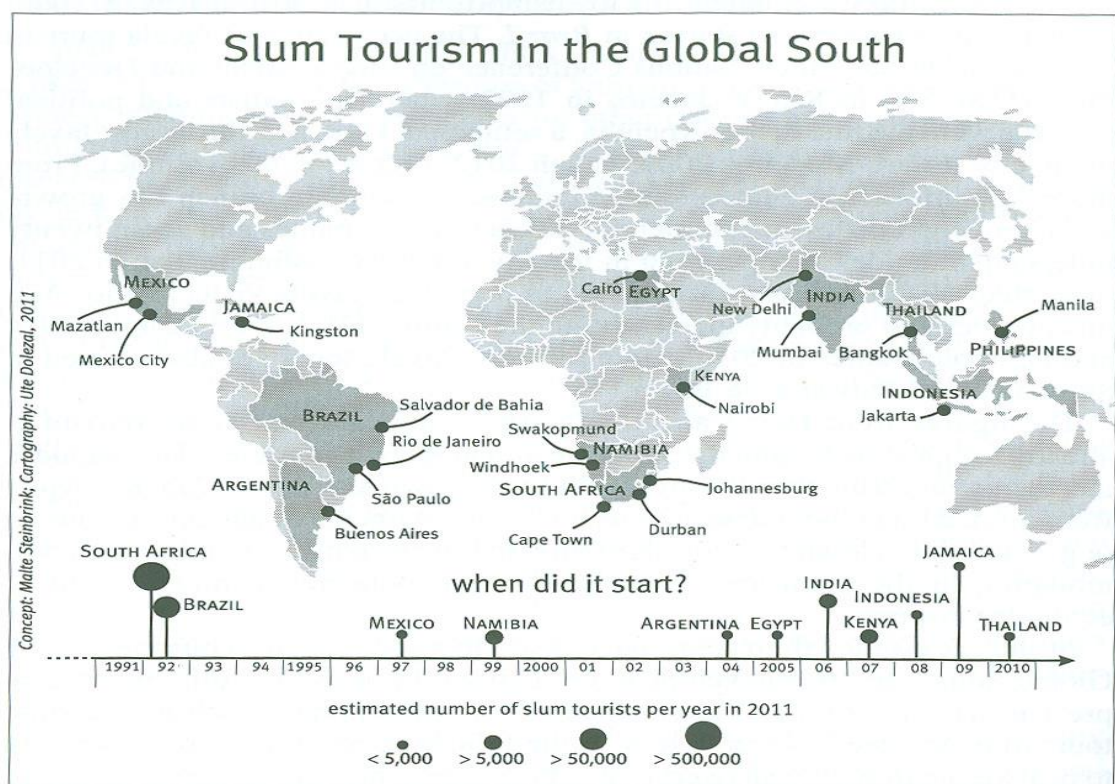 Slum Tourism in the Global South
MEXICO
Mazatlan
Mexico City
JAMAICA
Kingston
Cairo
EGYPT
New Delhi
INDIA
Mumbai
THAILAND
Bangkok
Manila
PHILIPPINES
INDONESIA
Jakarta
KENYA
Nairobi
BRAZIL
Salvador de Bahia
Rio de Janeiro
São Paulo
ARGENTINA
Buenos Aires
Swakopmund
NAMIBIA
Windhoek
SOUTH AFRICA
Johannesburg
Durban
Cape Town
Concept: Malte Steinbrink; Cartography: Ute Dolezal, 2011
when did it start?
SOUTH AFRICA
BRAZIL
MEXICO
NAMIBIA
ARGENTINA
EGYPT
INDIA
KENYA
INDONESIA
JAMAICA
THAILAND
1991 92 93 94 1995 96 97 98 99 2000 01 02 03 04 2005 06 07 08 09 2010
estimated number of slum tourists per year in 2011
< 5,000 > 5,000 > 50,000 > 500,000